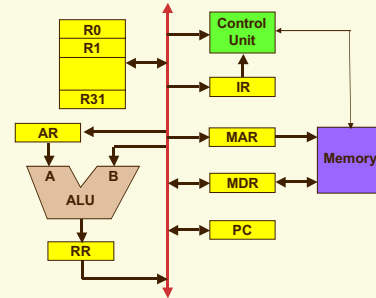 R0
R1
R31
Control
Unit
IR
AR
MAR
Memory
A
B
ALU
MDR
RR
PC